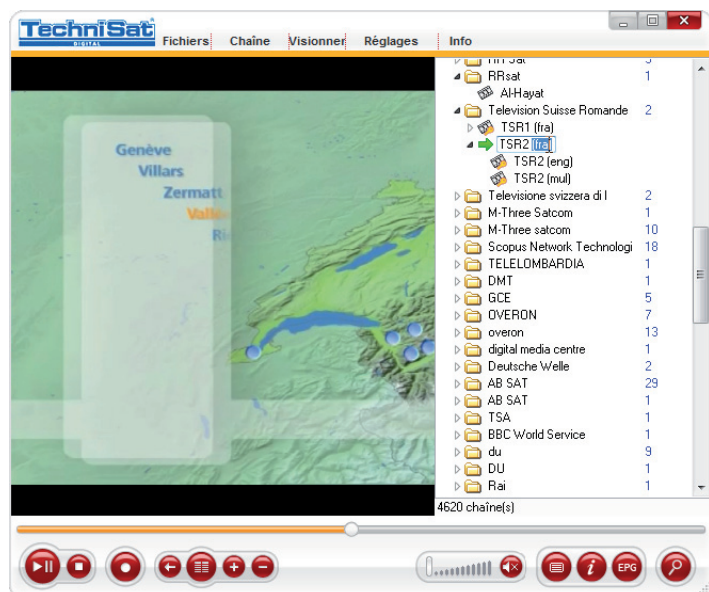 TechniSat
DIGITAL
Fichiers Chaîne Visionner Réglages Info
RRsat 1
Al-Hayat
Television Suisse Romande 2
TSR1 (fra)
TSR2 (fra)
TSR2 (eng)
TSR2 (mul)
Televisione svizzera di l 2
M-Three Satcom 1
M-Three satcom 10
Scopus Network Technologi 18
TELELOMBARDIA 1
DMT 1
GCE 5
OVERON 7
overon 13
digital media centre 1
Deutsche Welle 2
AB SAT 29
AB SAT 1
TSA 1
BBC World Service 1
du 9
DU 1
Rai 1
4620 chaîne(s)
Genève
Villars
Zermatt
EPG